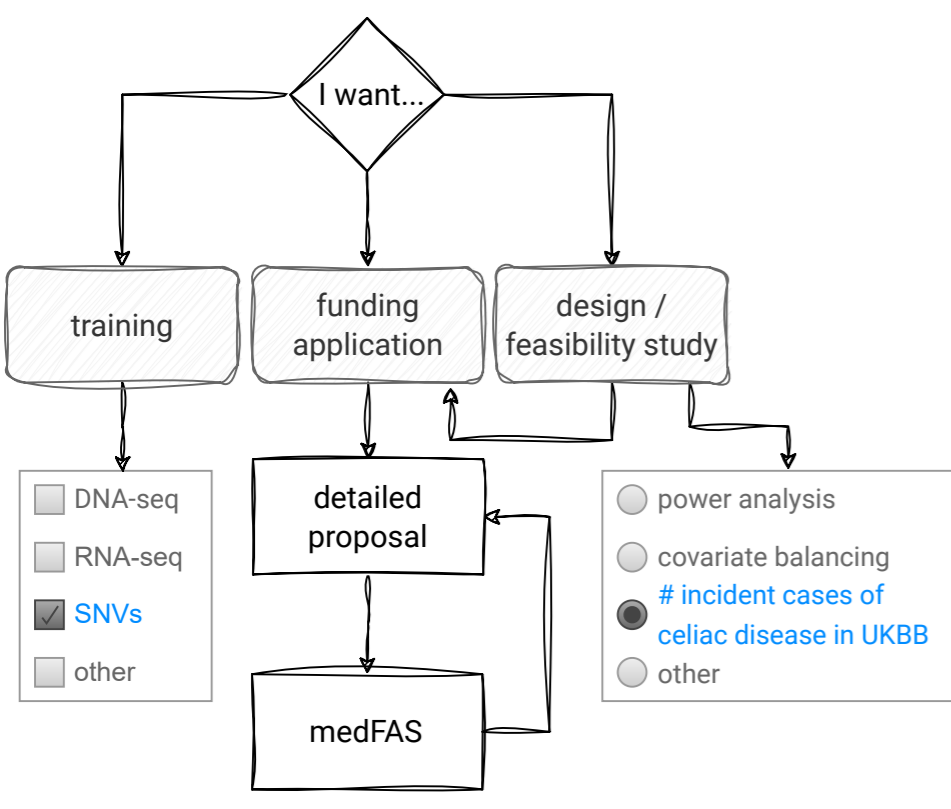 I want...
training
funding
application
design /
feasibility study
DNA-seq
RNA-seq
SNVs
other
detailed
proposal
medFAS
power analysis
covariate balancing
# incident cases of
celiac disease in UKBB
other